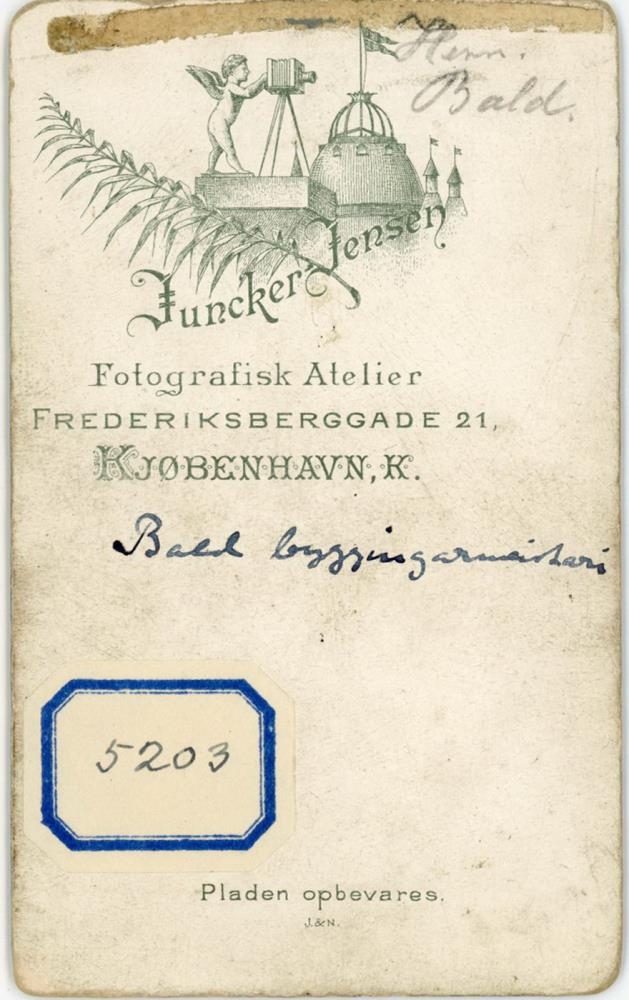 Herr.
Bald.
Juncker-Jensen
Fotografisk Atelier
FREDERIKSBERGGADE 21,
KJØBENHAVN, K.
Bald byggingarmeistari
5203
Pladen opbevares.
J.&N.